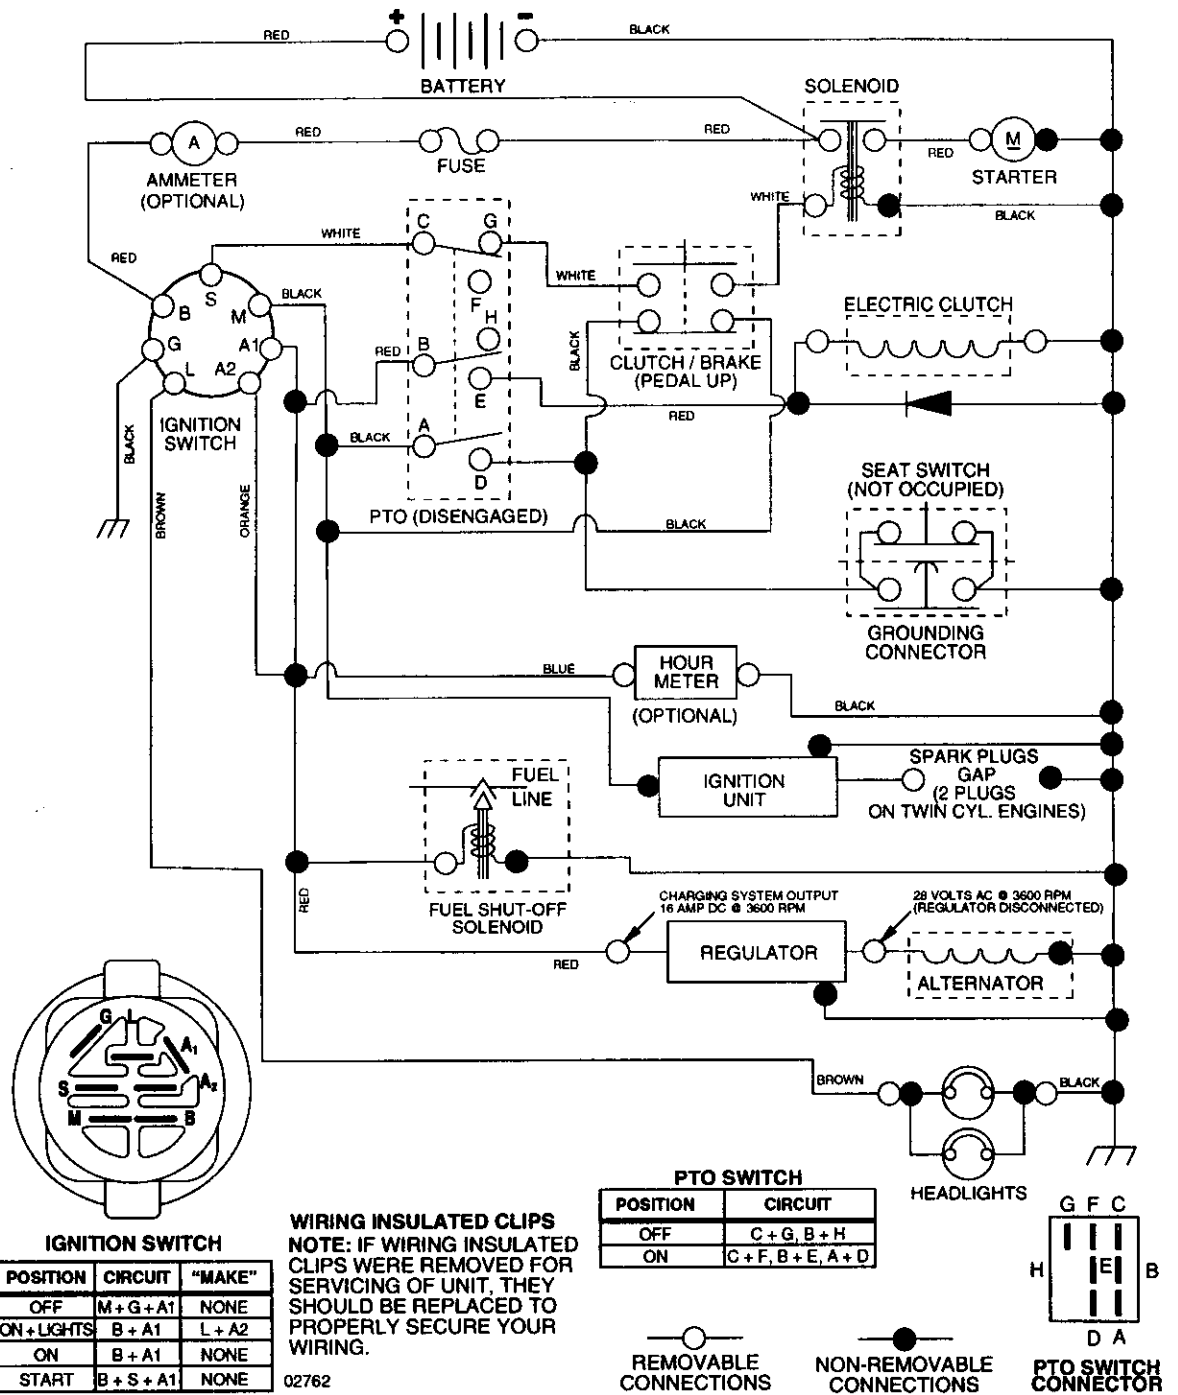 + -
RED
BLACK
BATTERY
SOLENOID
A
RED
RED
FUSE
RED
M
STARTER
AMMETER
(OPTIONAL)
WHITE
BLACK
C G
WHITE
RED
F
WHITE
S
B
M
BLACK
G
A1
L A2
IGNITION
SWITCH
H
B
RED
E
A
BLACK
D
PTO (DISENGAGED)
BLACK
CLUTCH / BRAKE
(PEDAL UP)
ELECTRIC CLUTCH
RED
BLACK
BROWN
ORANGE
BLACK
SEAT SWITCH
(NOT OCCUPIED)
GROUNDING
CONNECTOR
BLUE
HOUR
METER
(OPTIONAL)
BLACK
IGNITION
UNIT
SPARK PLUGS
GAP
(2 PLUGS
ON TWIN CYL. ENGINES)
FUEL
LINE
FUEL SHUT-OFF
SOLENOID
RED
CHARGING SYSTEM OUTPUT
16 AMP DC @ 3600 RPM
28 VOLTS AC @ 3600 RPM
(REGULATOR DISCONNECTED)
RED
REGULATOR
ALTERNATOR
G L
A1
S A2
M B
BROWN
BLACK
HEADLIGHTS
IGNITION SWITCH
POSITION CIRCUIT "MAKE"
OFF M + G + A1 NONE
ON + LIGHTS B + A1 L + A2
ON B + A1 NONE
START B + S + A1 NONE
WIRING INSULATED CLIPS
NOTE: IF WIRING INSULATED
CLIPS WERE REMOVED FOR
SERVICING OF UNIT, THEY
SHOULD BE REPLACED TO
PROPERLY SECURE YOUR
WIRING.
02762
PTO SWITCH
POSITION CIRCUIT
OFF C + G, B + H
ON C + F, B + E, A + D
REMOVABLE
CONNECTIONS
NON-REMOVABLE
CONNECTIONS
G F C
H E B
D A
PTO SWITCH
CONNECTOR